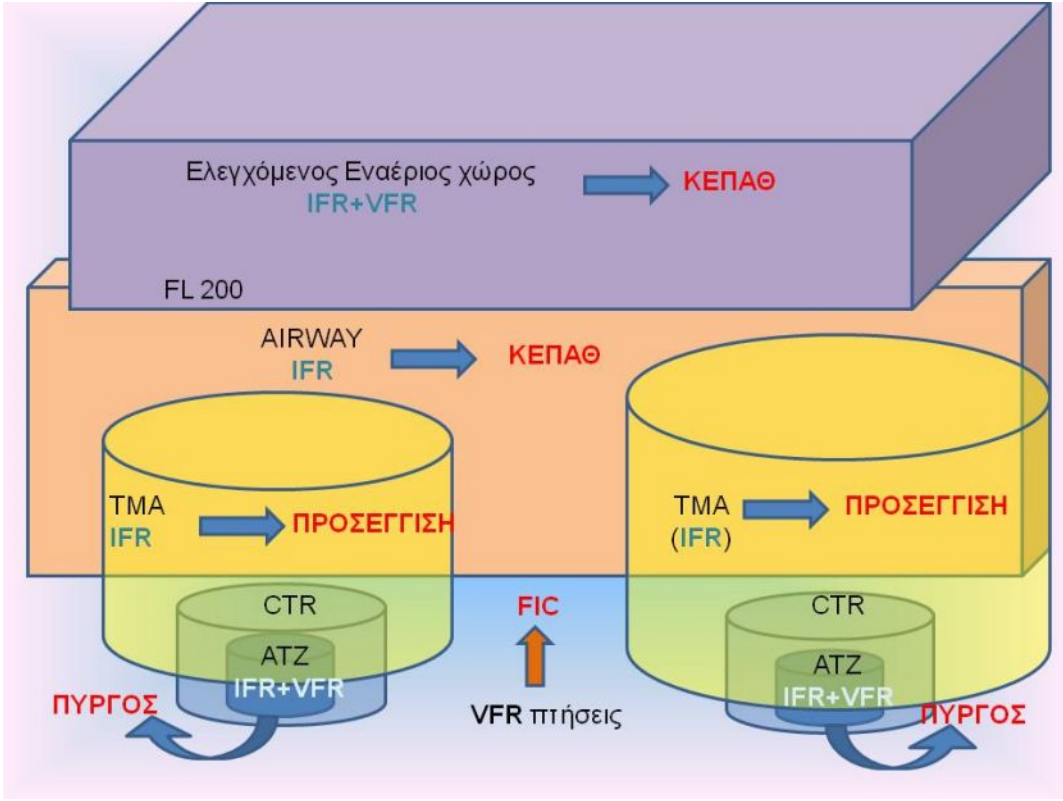 Ελεγχόμενος Εναέριος χώρος
IFR+VFR
ΚΕΠΑΘ
FL 200
AIRWAY
IFR
ΚΕΠΑΘ
TMA
IFR
ΠΡΟΣΕΓΓΙΣΗ
TMA
(IFR)
ΠΡΟΣΕΓΓΙΣΗ
CTR
ATZ
IFR+VFR
ΠΥΡΓΟΣ
FIC
VFR πτήσεις
CTR
ATZ
IFR+VFR
ΠΥΡΓΟΣ